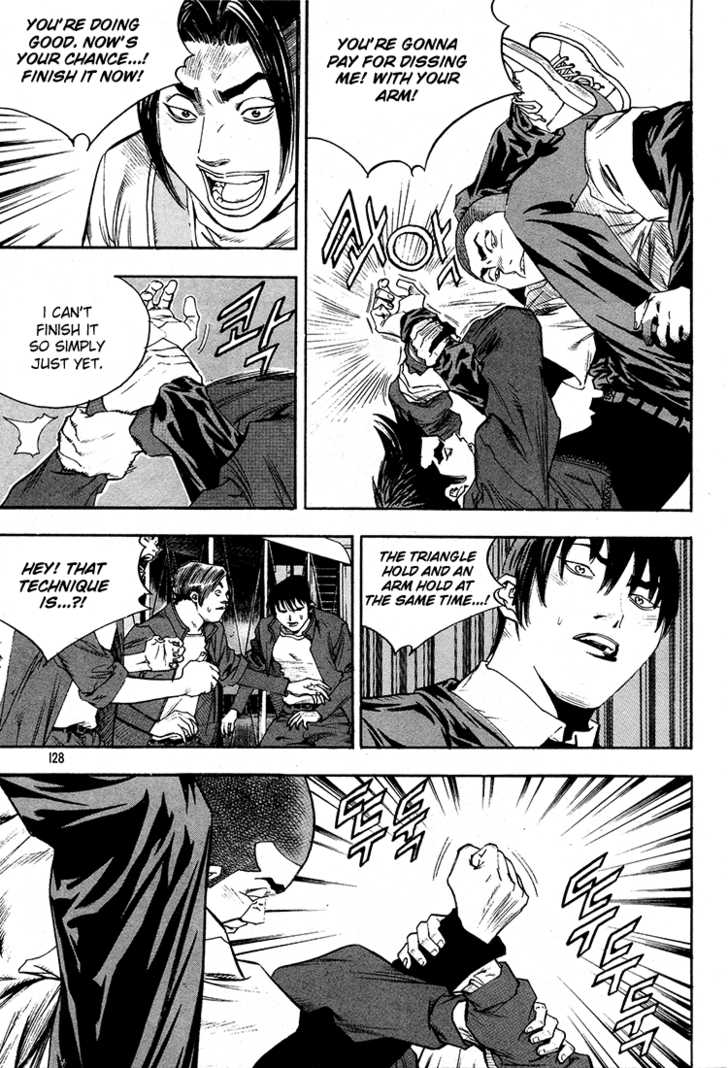 YOU'RE DOING
GOOD. NOW'S
YOUR CHANCE...!
FINISH IT NOW!
YOU'RE GONNA
PAY FOR DISSING
ME! WITH YOUR
ARM!
I CAN'T
FINISH IT
SO SIMPLY
JUST YET.
콱
HEY! THAT
TECHNIQUE
IS...?!
THE TRIANGLE
HOLD AND AN
ARM HOLD AT
THE SAME TIME...!
128